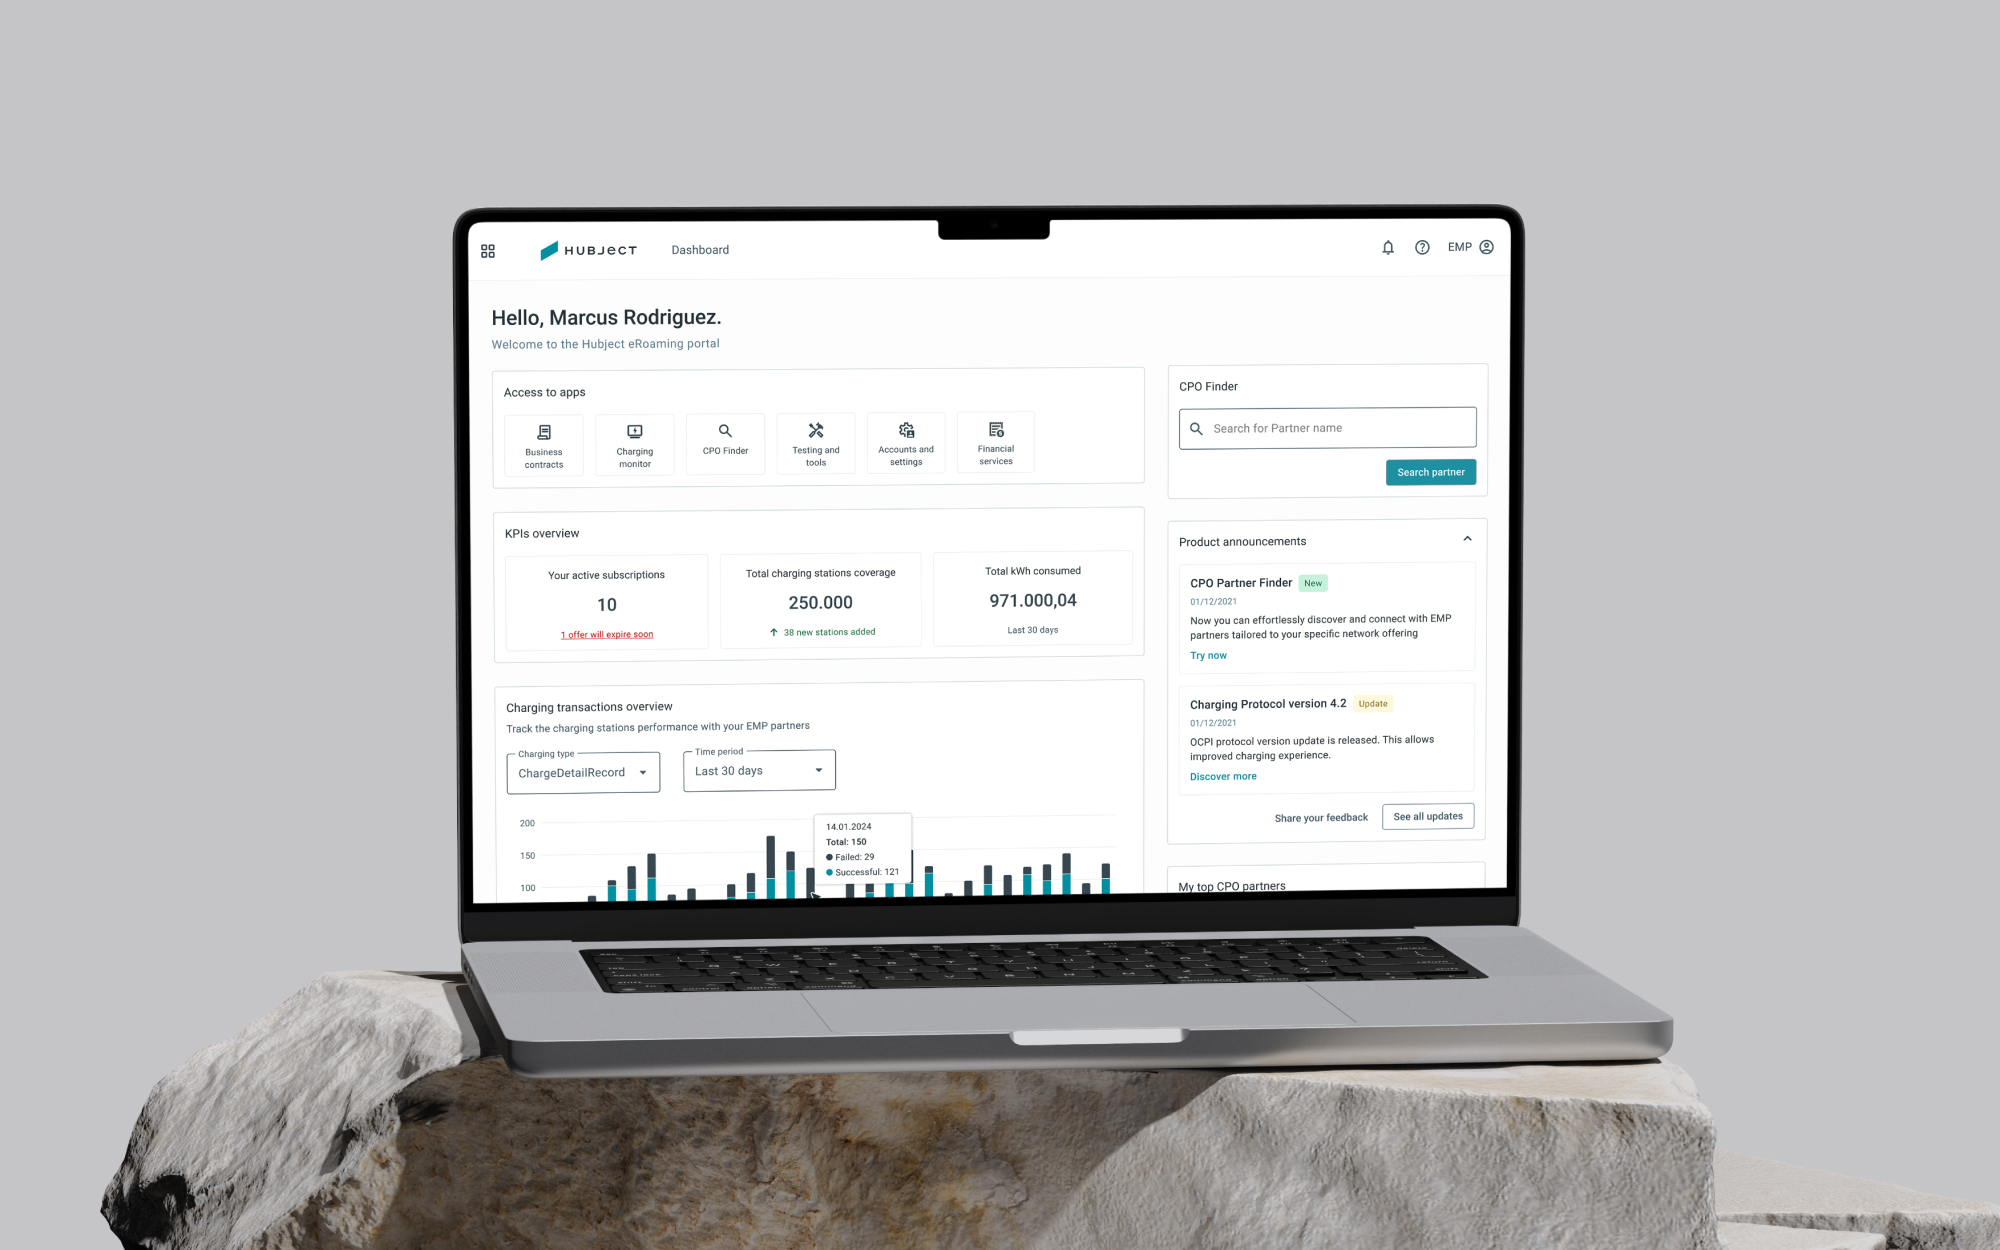 HUBJECT
Dashboard
EMP
Hello, Marcus Rodriguez.
Welcome to the Hubject eRoaming portal
Access to apps
Business
contracts
Charging
monitor
CPO Finder
Testing and
tools
Accounts and
settings
Financial
services
KPIs overview
Your active subscriptions
10
1 offer will expire soon
Total charging stations coverage
250.000
38 new stations added
Total kWh consumed
971.000,04
Last 30 days
Charging transactions overview
Track the charging stations performance with your EMP partners
Charging type
ChargeDetailRecord
Time period
Last 30 days
200
150
100
14.01.2024
Total: 150
Failed: 29
Successful: 121
CPO Finder
Search for Partner name
Search partner
Product announcements
CPO Partner Finder New
01/12/2021
Now you can effortlessly discover and connect with EMP
partners tailored to your specific network offering
Try now
Charging Protocol version 4.2 Update
01/12/2021
OCPI protocol version update is released. This allows
improved charging experience.
Discover more
Share your feedback
See all updates
My top CPO partners